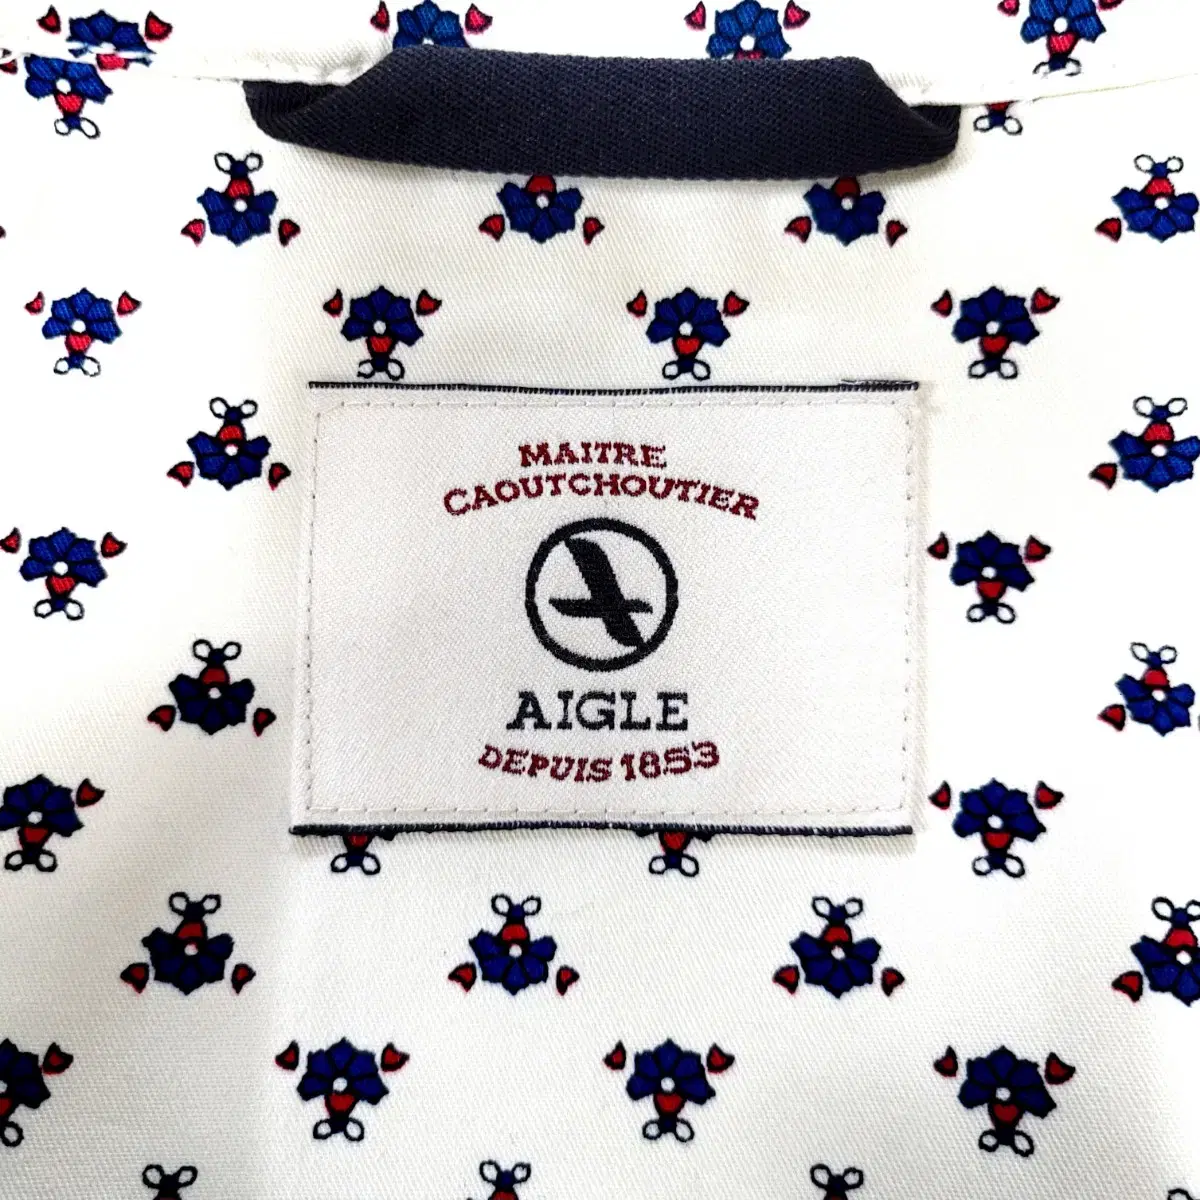 MAITRE
CAOUTCHOUTIER
AIGLE
DEPUIS 1853